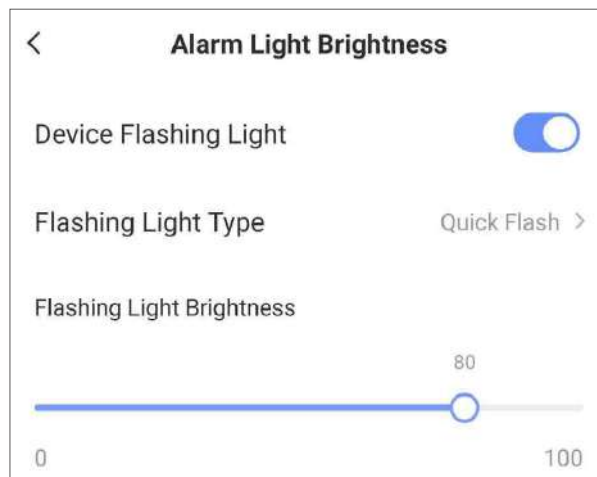 Alarm Light Brightness
Device Flashing Light
Flashing Light Type Quick Flash
Flashing Light Brightness
80
0 100